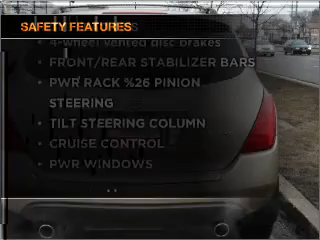 SAFETY FEATURES
• 4-wheel vented disc brakes
• FRONT/REAR STABILIZER BARS
• PWR RACK %26 PINION
STEERING
• TILT STEERING COLUMN
• CRUISE CONTROL
• PWR WINDOWS